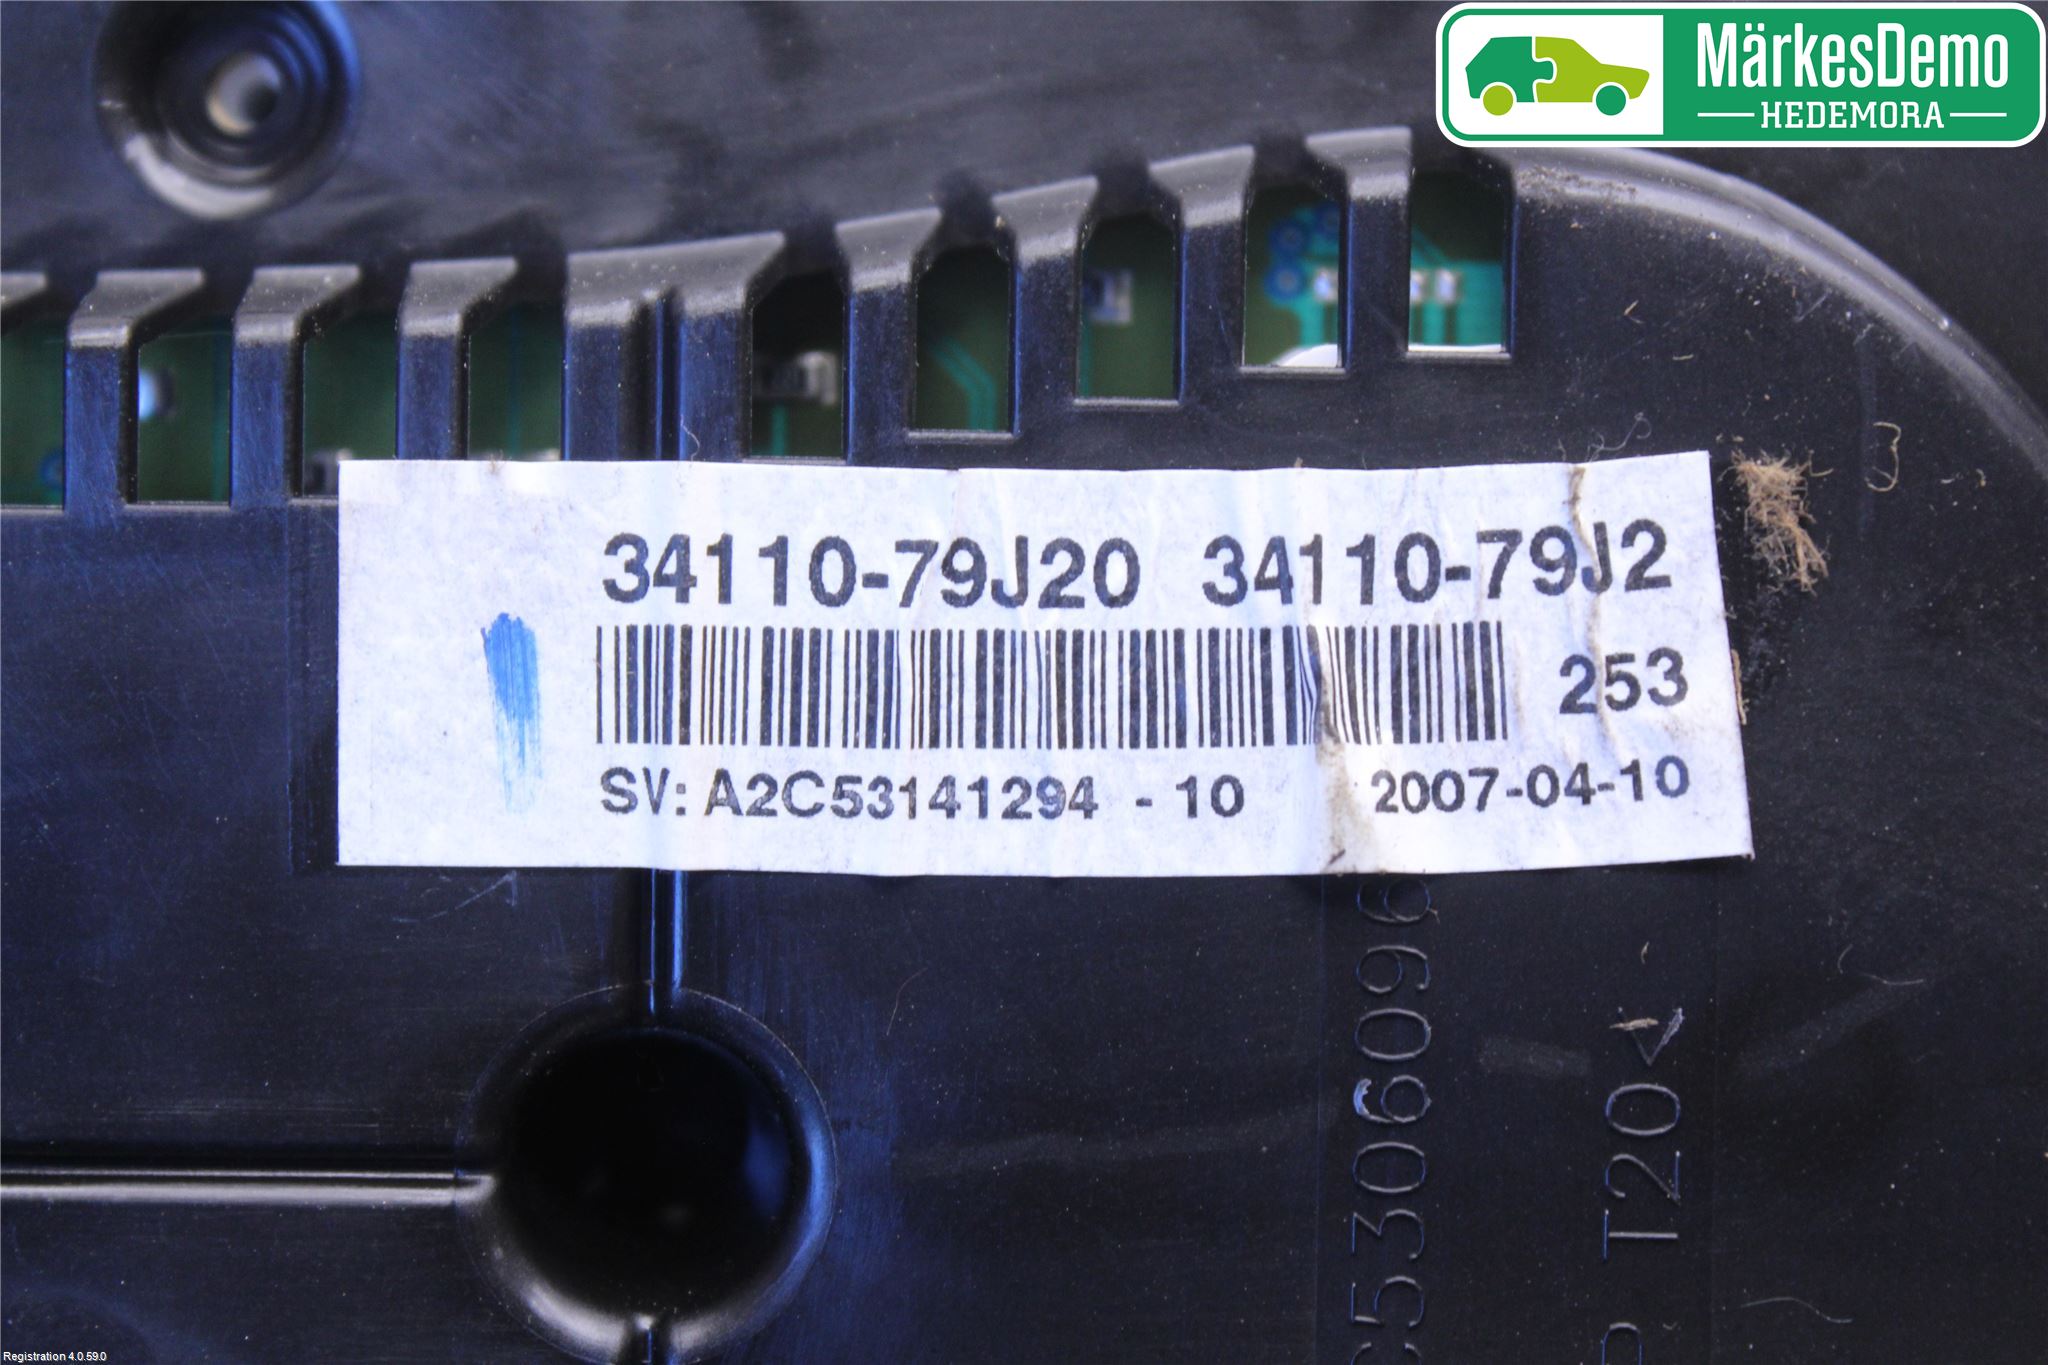 MärkesDemo
HEDEMORA
34110-79J20 34110-79J2
253
SV: A2C53141294 - 10 2007-04-10
C5306096
P T204
Registration 4.0.59.0